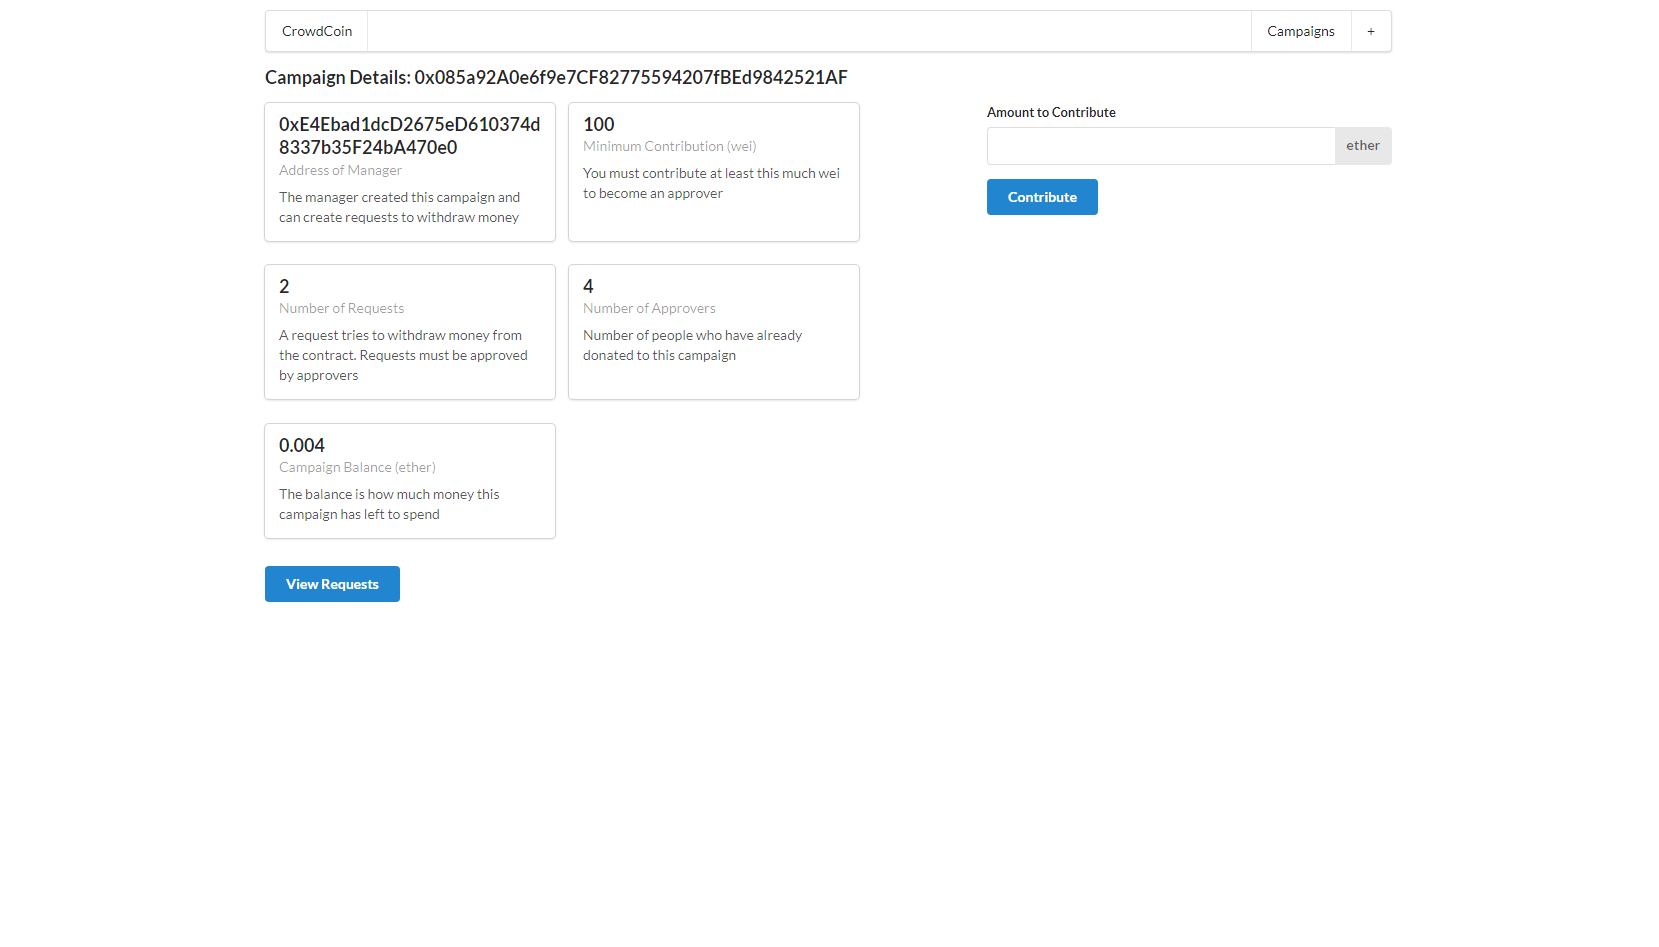 CrowdCoin
Campaigns
+
Campaign Details: 0x085a92A0e6f9e7CF82775594207fBEd9842521AF
0xE4Ebad1dcD2675eD610374d
8337b35F24bA470e0
Address of Manager
The manager created this campaign and
can create requests to withdraw money
100
Minimum Contribution (wei)
You must contribute at least this much wei
to become an approver
Amount to Contribute
ether
Contribute
2
Number of Requests
A request tries to withdraw money from
the contract. Requests must be approved
by approvers
4
Number of Approvers
Number of people who have already
donated to this campaign
0.004
Campaign Balance (ether)
The balance is how much money this
campaign has left to spend
View Requests